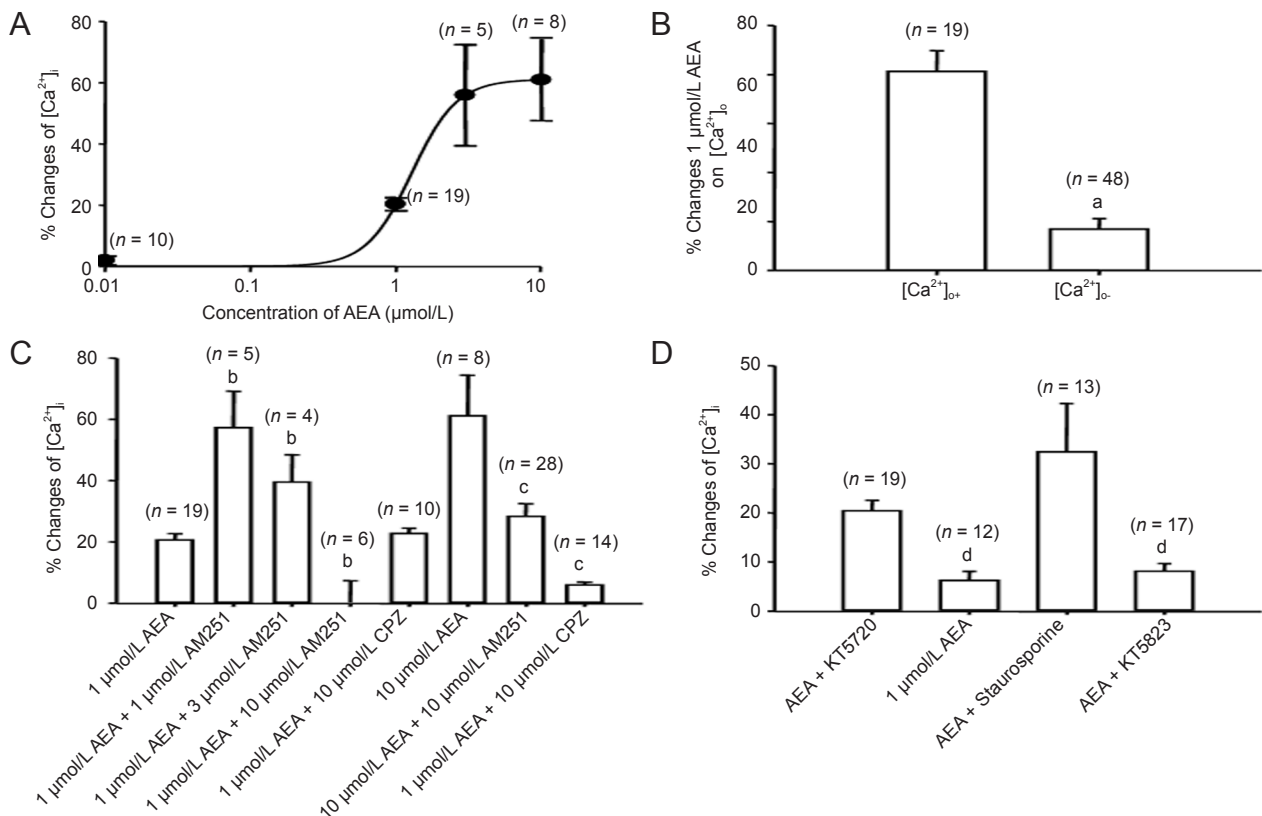 A
% Changes of [Ca²⁺]ᵢ
80
60
40
20
0
(n = 10)
(n = 19)
(n = 5)
(n = 8)
0.01
0.1
1
10
Concentration of AEA (μmol/L)
B
% Changes 1 μmol/L AEA
on [Ca²⁺]ₒ
80
60
40
20
0
(n = 19)
(n = 48)
a
[Ca²⁺]ₒ₊
[Ca²⁺]ₒ₋
C
% Changes of [Ca²⁺]ᵢ
80
60
40
20
0
(n = 19)
(n = 5)
b
(n = 4)
b
(n = 6)
b
(n = 10)
(n = 8)
(n = 28)
c
(n = 14)
c
1 μmol/L AEA
1 μmol/L AEA + 1 μmol/L AM251
1 μmol/L AEA + 3 μmol/L AM251
1 μmol/L AEA + 10 μmol/L AM251
1 μmol/L AEA + 10 μmol/L CPZ
10 μmol/L AEA
10 μmol/L AEA + 10 μmol/L AM251
1 μmol/L AEA + 10 μmol/L CPZ
D
% Changes of [Ca²⁺]ᵢ
50
40
30
20
10
0
(n = 19)
(n = 12)
d
(n = 13)
(n = 17)
d
AEA + KT5720
1 μmol/L AEA
AEA + Staurosporine
AEA + KT5823